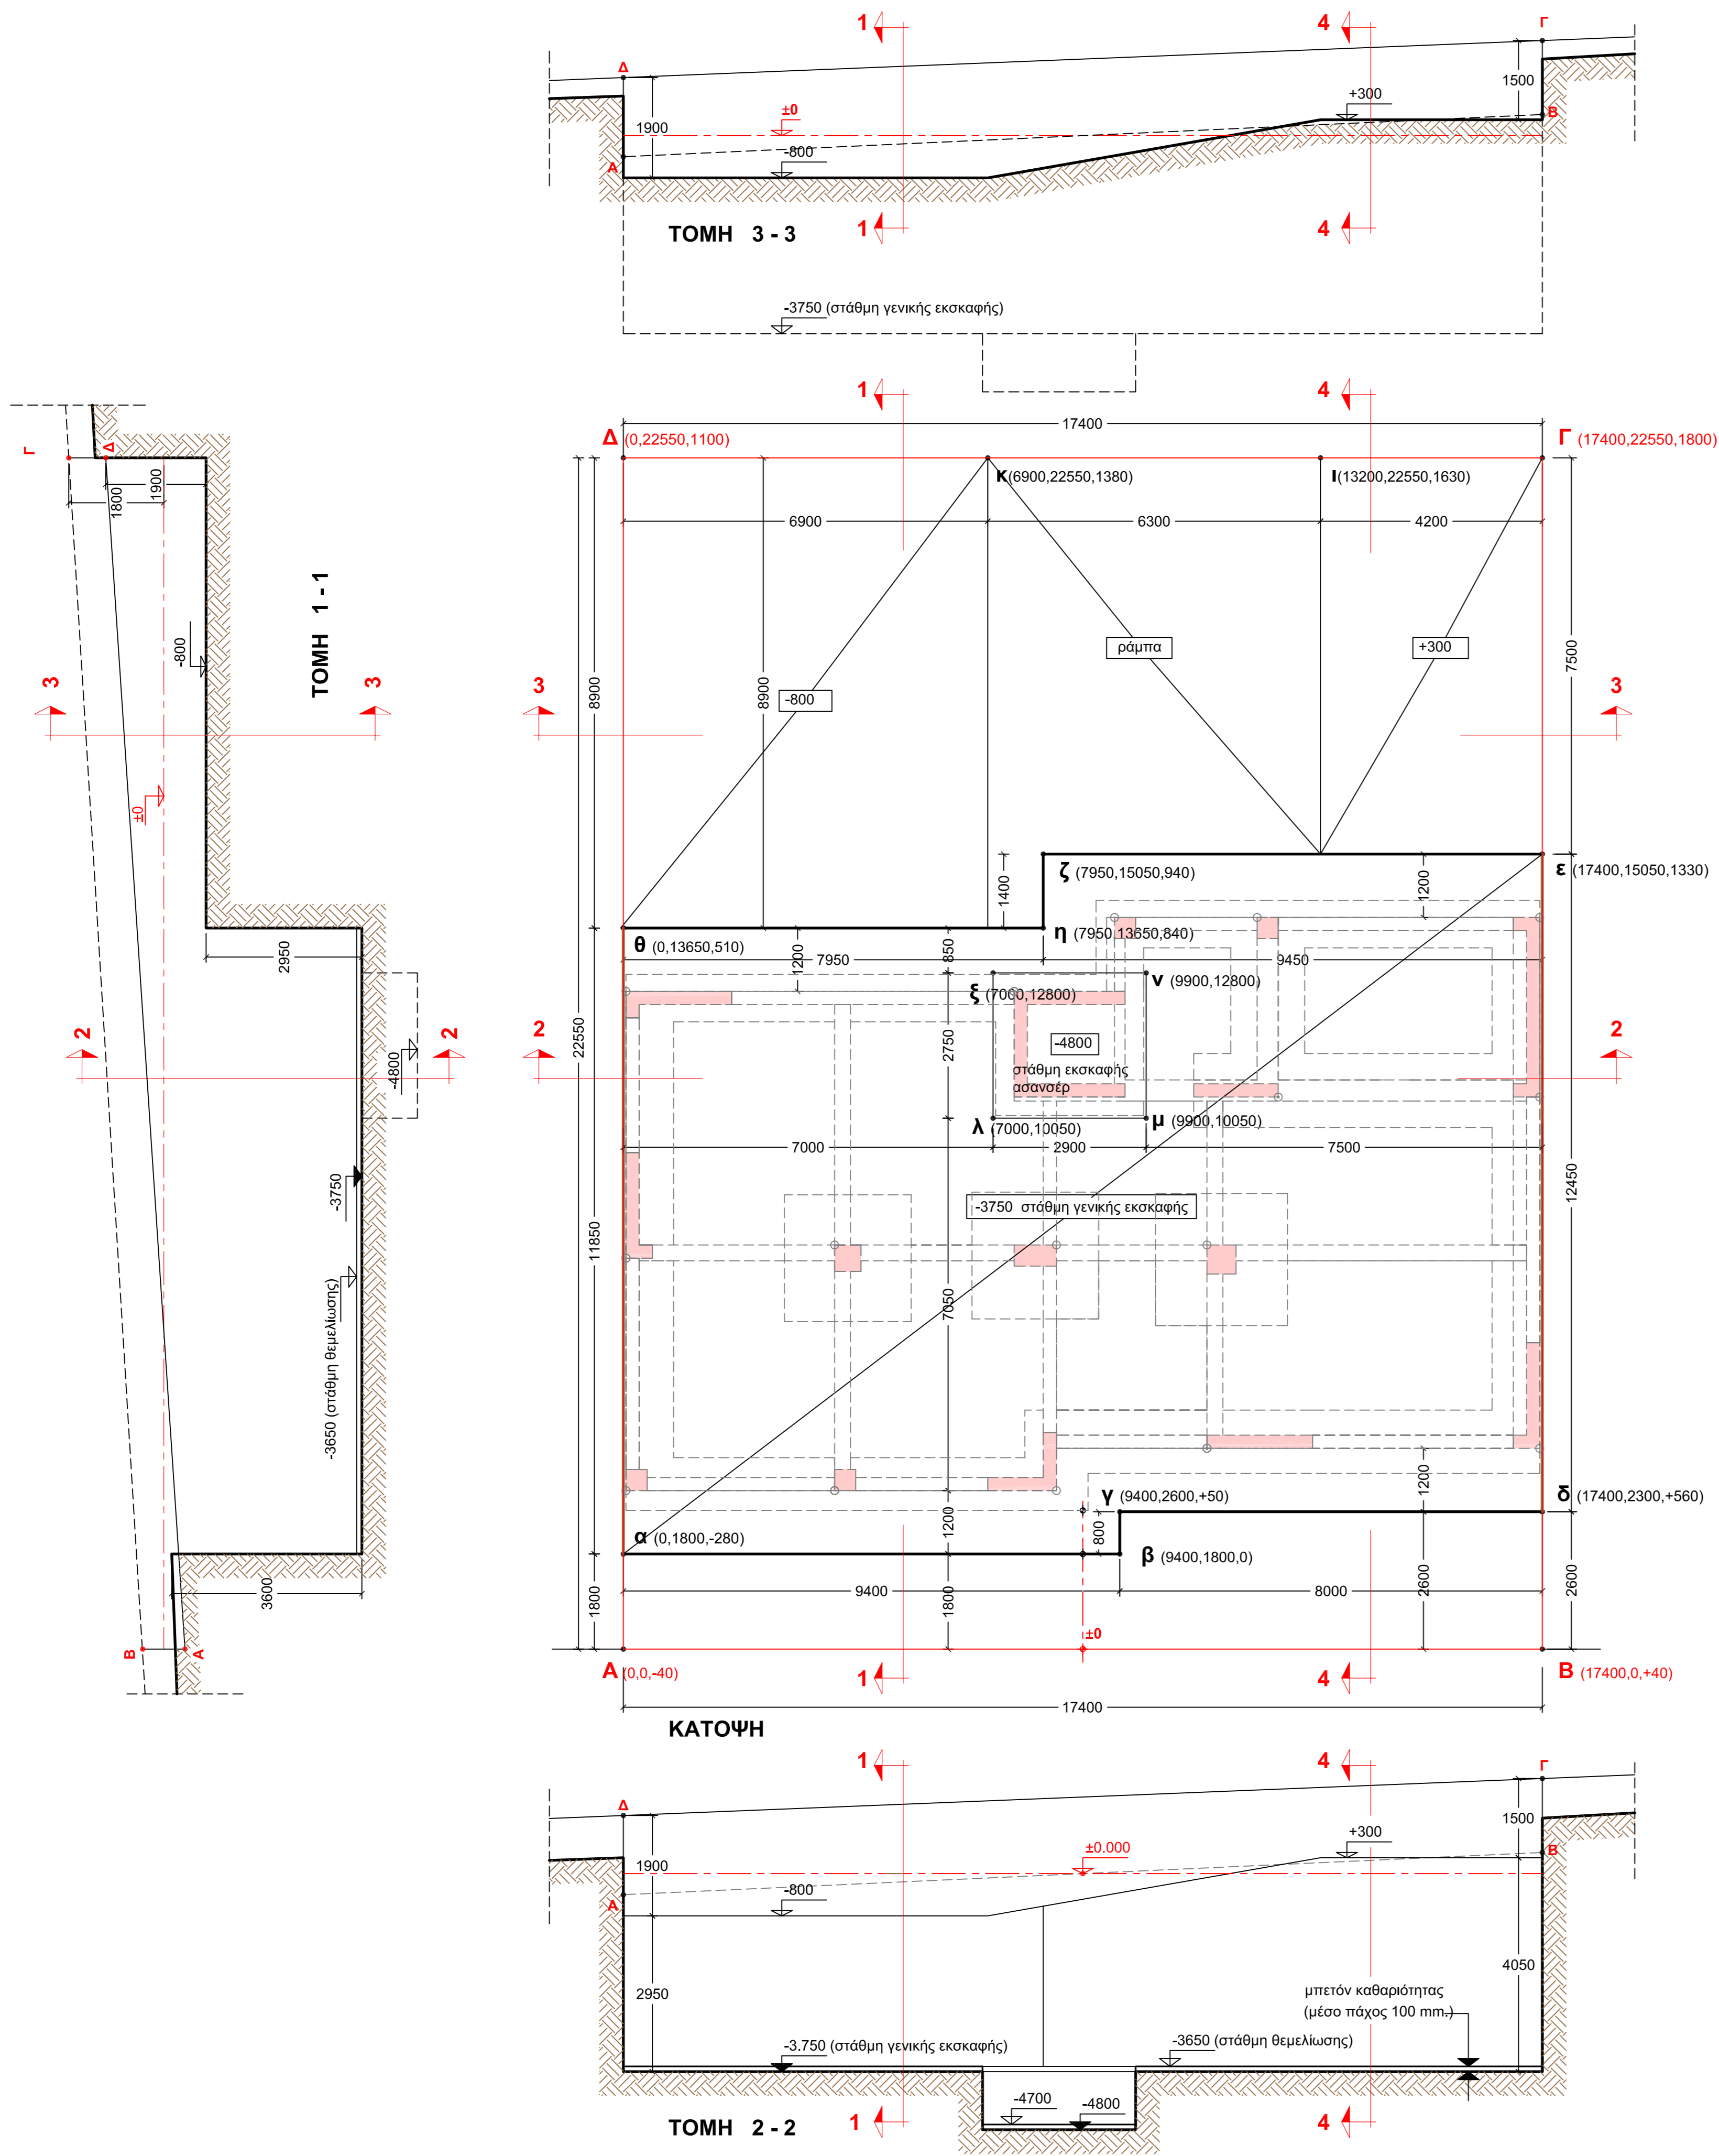 1
4
Γ
Δ
1900
±0
-800
+300
1500
A
B
1
4
ΤΟΜΗ 3 - 3
-3750 (στάθμη γενικής εκσκαφής)
1
4
17400
Δ (0,22550,1100)
Γ (17400,22550,1800)
κ(6900,22550,1380)
ι(13200,22550,1630)
6900
6300
4200
Γ
Δ
1800
1900
-800
ΤΟΜΗ 1 - 1
3
3
±0
2950
2
2
-4800
-3750
-3650 (στάθμη θεμελίωσης)
3600
B
A
8900
8900
-800
ράμπα
+300
7500
3
3
ζ (7950,15050,940)
ε (17400,15050,1330)
1400
1200
θ (0,13650,510)
η (7950,13650,840)
7950
9450
1200
850
ξ (7000,12800)
ν (9900,12800)
22550
2
2
2750
-4800
στάθμη εκσκαφής
ασανσέρ
λ (7000,10050)
μ (9900,10050)
7000
2900
7500
12450
11850
-3750 στάθμη γενικής εκσκαφής
7050
1200
1200
γ (9400,2600,+50)
δ (17400,2300,+560)
800
α (0,1800,-280)
β (9400,1800,0)
9400
8000
1800
1800
2600
2600
±0
A (0,0,-40)
B (17400,0,+40)
1
4
17400
ΚΑΤΟΨΗ
1
4
Γ
Δ
1900
±0.000
-800
+300
1500
A
B
2950
4050
μπετόν καθαριότητας
(μέσο πάχος 100 mm.)
-3.750 (στάθμη γενικής εκσκαφής)
-3650 (στάθμη θεμελίωσης)
-4700
-4800
1
4
ΤΟΜΗ 2 - 2